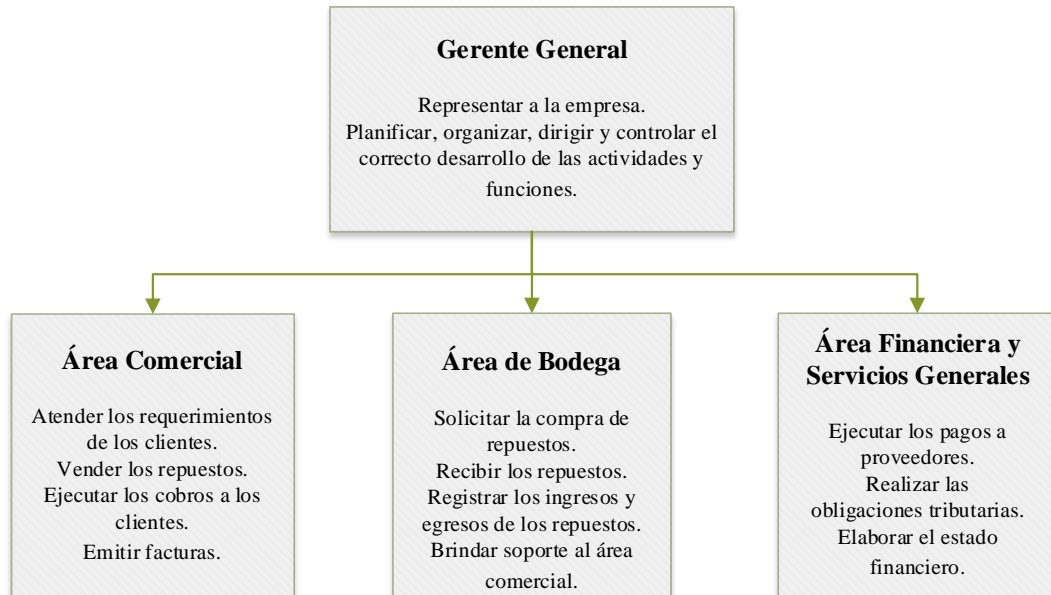 Gerente General
Representar a la empresa.
Planificar, organizar, dirigir y controlar el
correcto desarrollo de las actividades y
funciones.
Área Comercial
Atender los requerimientos
de los clientes.
Vender los repuestos.
Ejecutar los cobros a los
clientes.
Emitir facturas.
Área de Bodega
Solicitar la compra de
repuestos.
Recibir los repuestos.
Registrar los ingresos y
egresos de los repuestos.
Brindar soporte al área
comercial.
Área Financiera y
Servicios Generales
Ejecutar los pagos a
proveedores.
Realizar las
obligaciones tributarias.
Elaborar el estado
financiero.